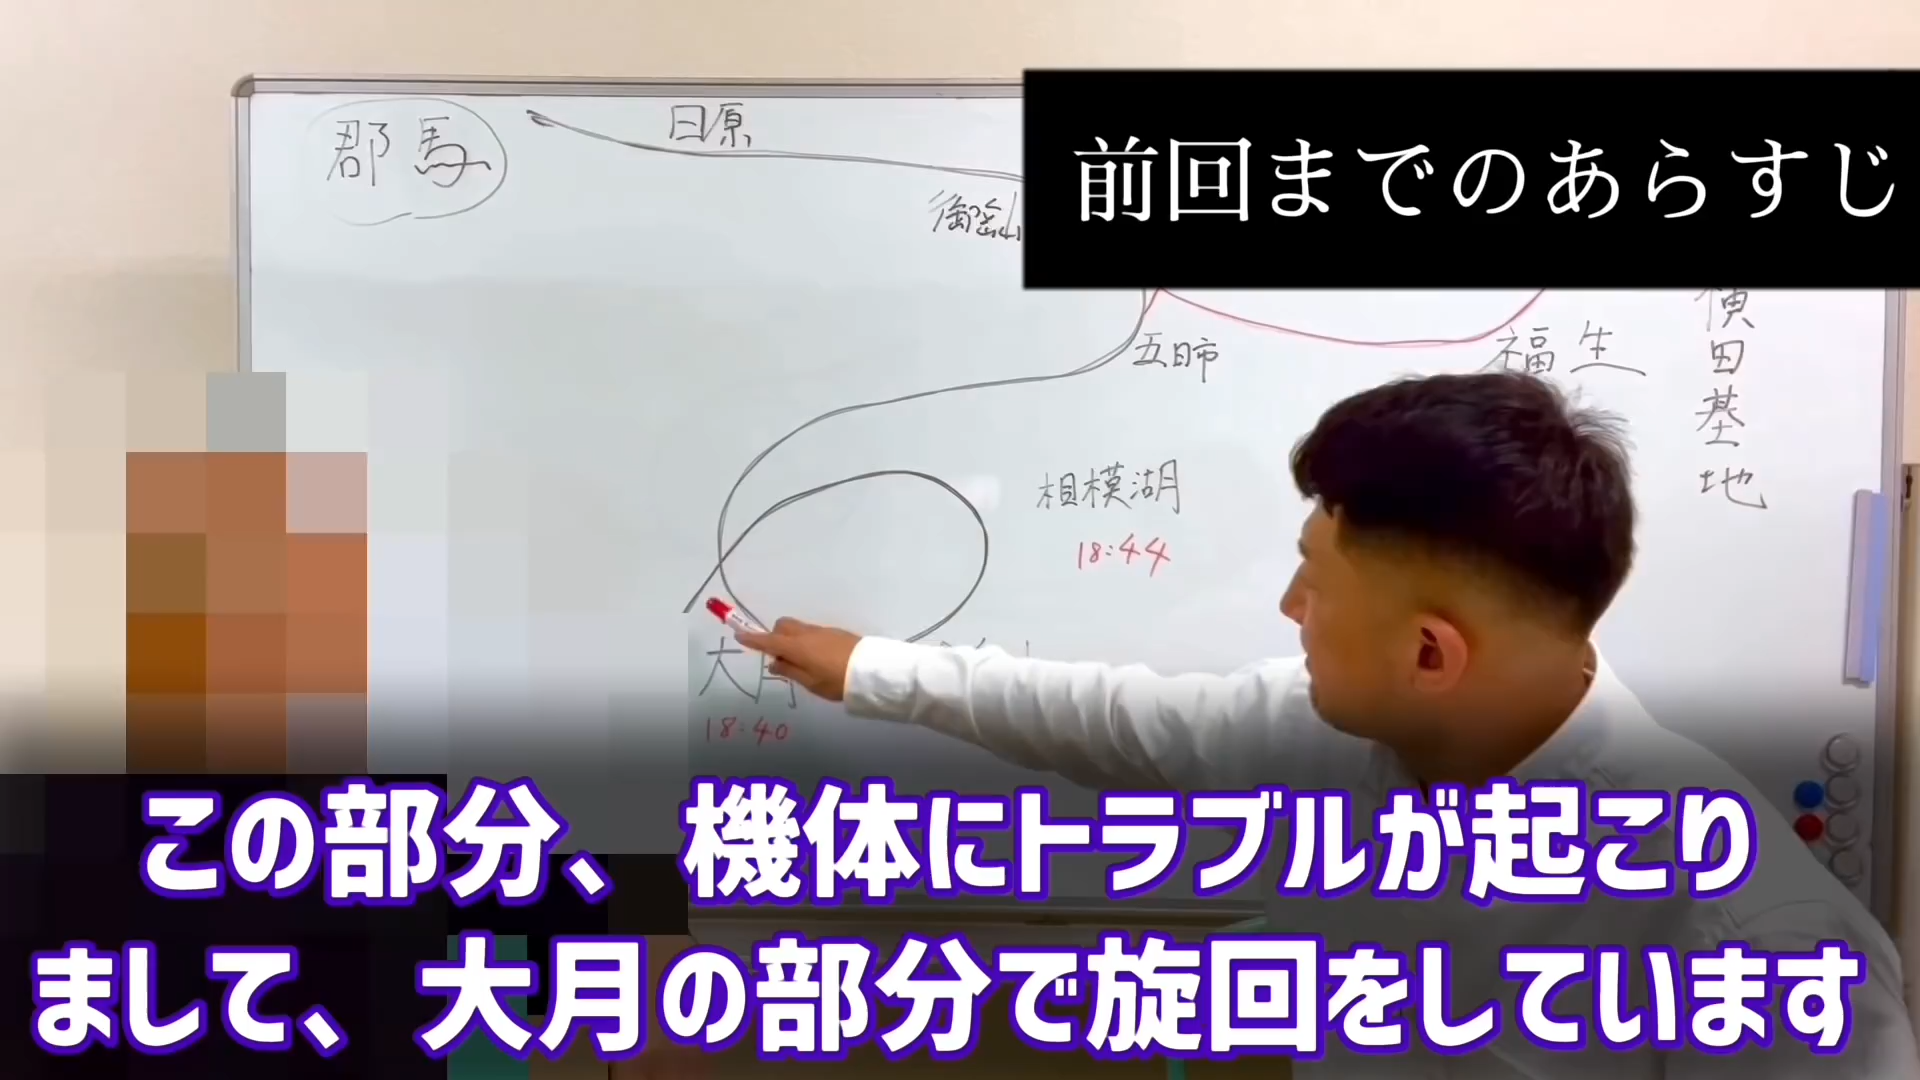 郡馬
日原
前回までのあらすじ
御岳山
横田基地
五日市
福生
相模湖
18:44
大月
18:40
この部分、機体にトラブルが起こり
まして、大月の部分で旋回をしています